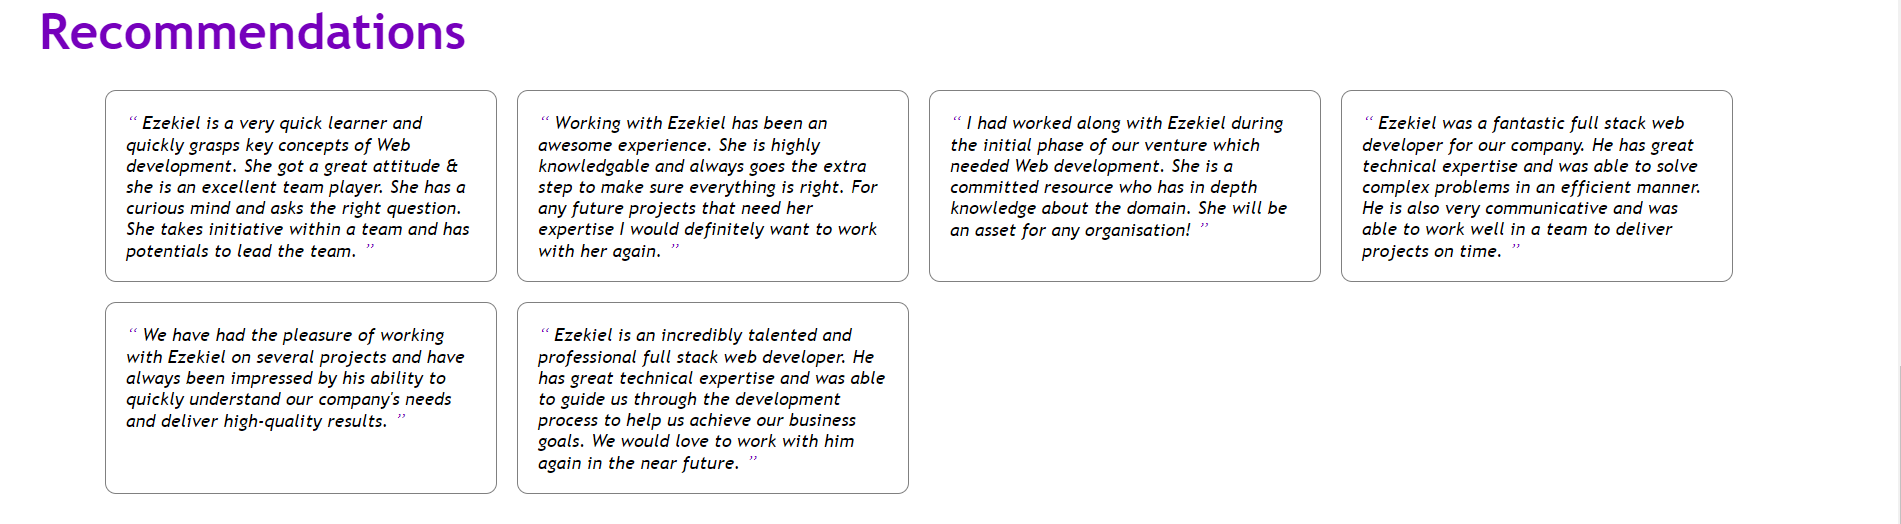 Recommendations
“ Ezekiel is a very quick learner and
quickly grasps key concepts of Web
development. She got a great attitude &
she is an excellent team player. She has a
curious mind and asks the right question.
She takes initiative within a team and has
potentials to lead the team. ”
“ Working with Ezekiel has been an
awesome experience. She is highly
knowledgable and always goes the extra
step to make sure everything is right. For
any future projects that need her
expertise I would definitely want to work
with her again. ”
“ I had worked along with Ezekiel during
the initial phase of our venture which
needed Web development. She is a
committed resource who has in depth
knowledge about the domain. She will be
an asset for any organisation! ”
“ Ezekiel was a fantastic full stack web
developer for our company. He has great
technical expertise and was able to solve
complex problems in an efficient manner.
He is also very communicative and was
able to work well in a team to deliver
projects on time. ”
“ We have had the pleasure of working
with Ezekiel on several projects and have
always been impressed by his ability to
quickly understand our company's needs
and deliver high-quality results. ”
“ Ezekiel is an incredibly talented and
professional full stack web developer. He
has great technical expertise and was able
to guide us through the development
process to help us achieve our business
goals. We would love to work with him
again in the near future. ”